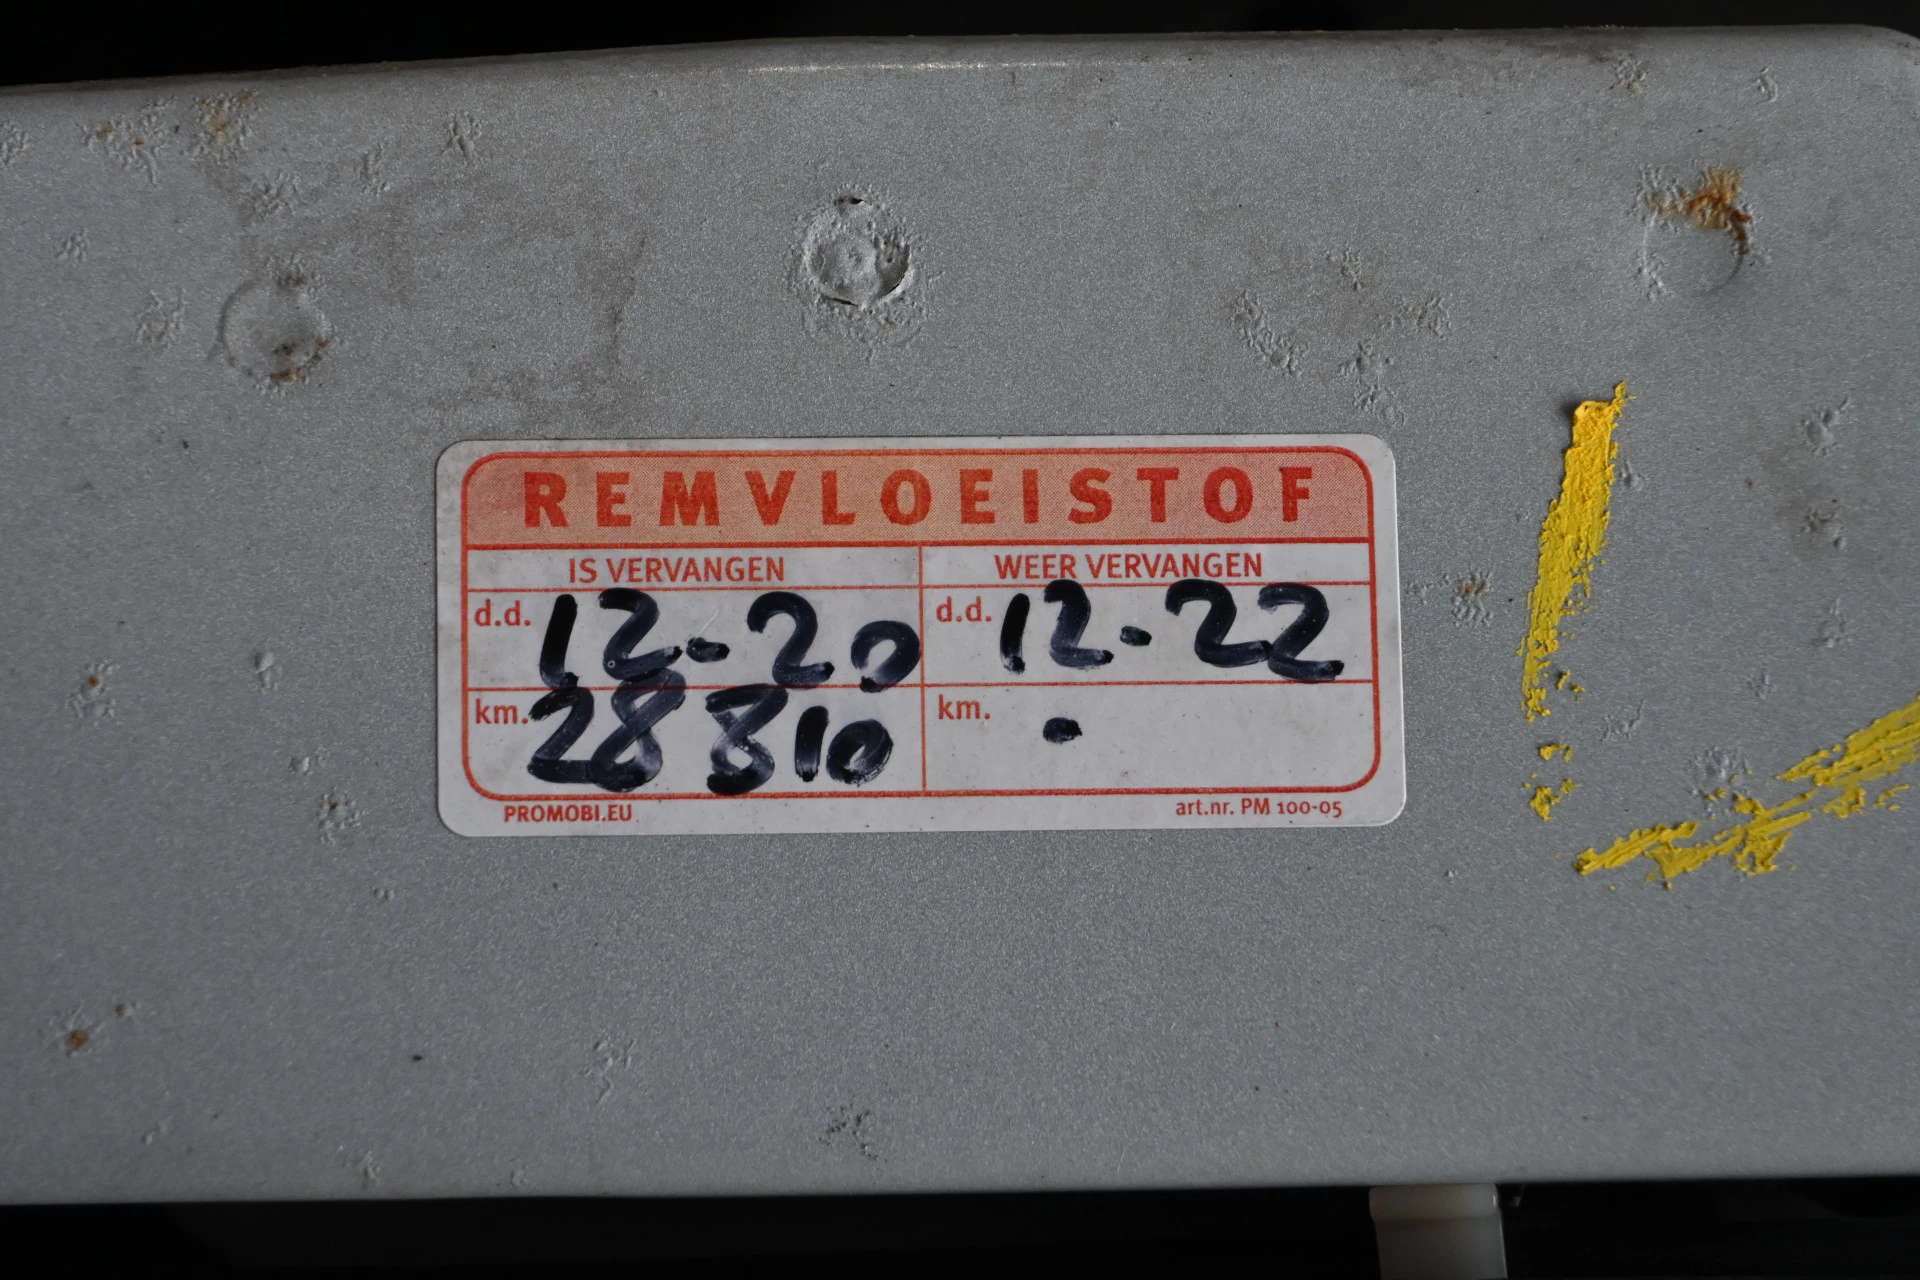 REMVLOEISTOF
IS VERVANGEN WEER VERVANGEN
d.d. 12-20 d.d. 12-22
km. 28810 km. .
PROMOBI.EU art.nr. PM 100-05